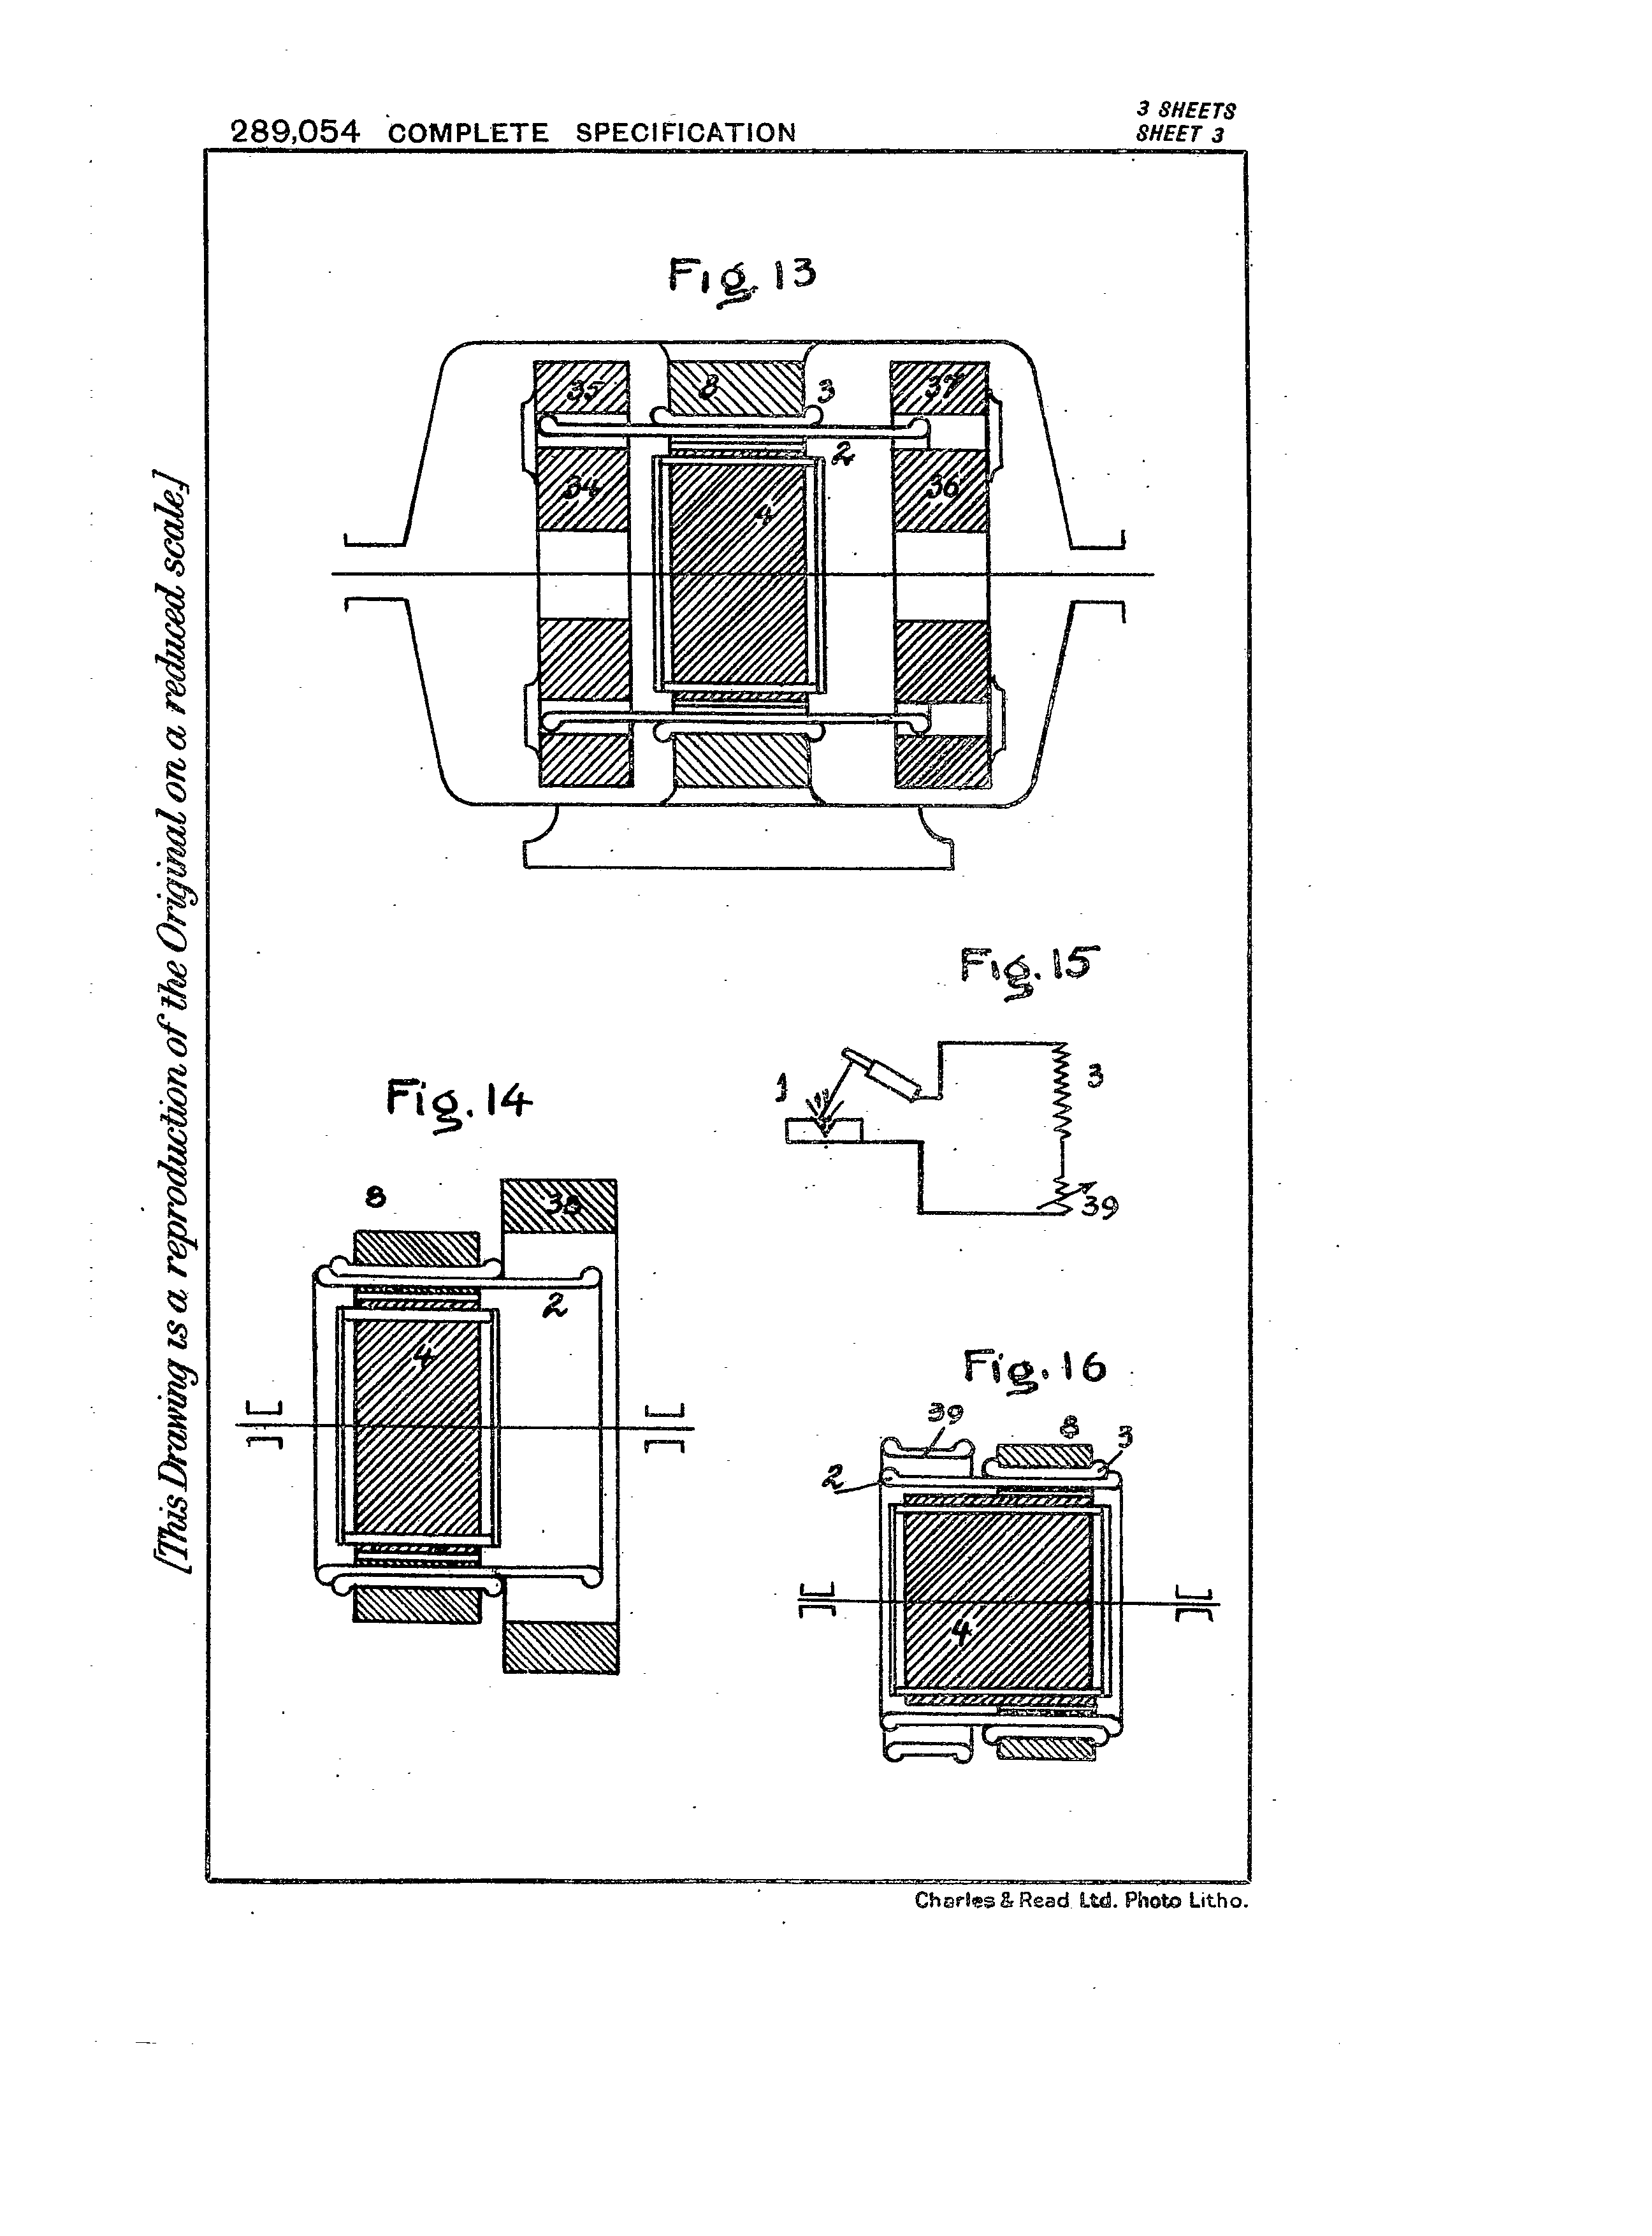 289,054 COMPLETE SPECIFICATION
3 SHEETS
SHEET 3
[This Drawing is a reproduction of the Original on a reduced scale]
Fig. 13
35
8
3
37
2
34
36
4
Fig. 15
1
3
39
Fig. 14
8
38
2
4
Fig. 16
39
8
3
2
4
Charles & Read Ltd. Photo Litho.